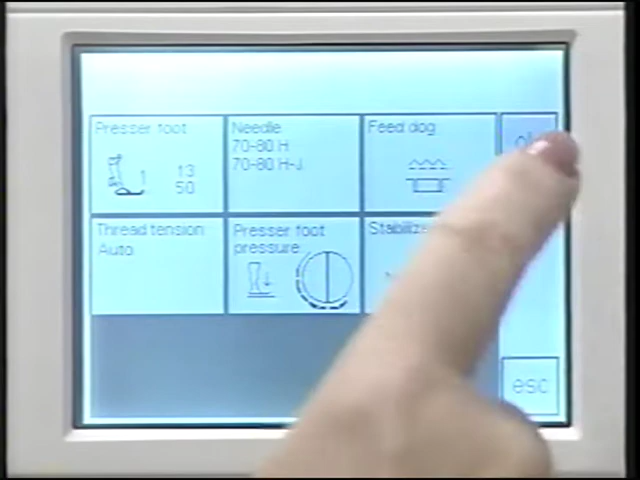 Presser foot
1 13
50
Needle
70-80 H
70-80 H-J
Feed dog
Thread tension
Auto
Presser foot
pressure
esc